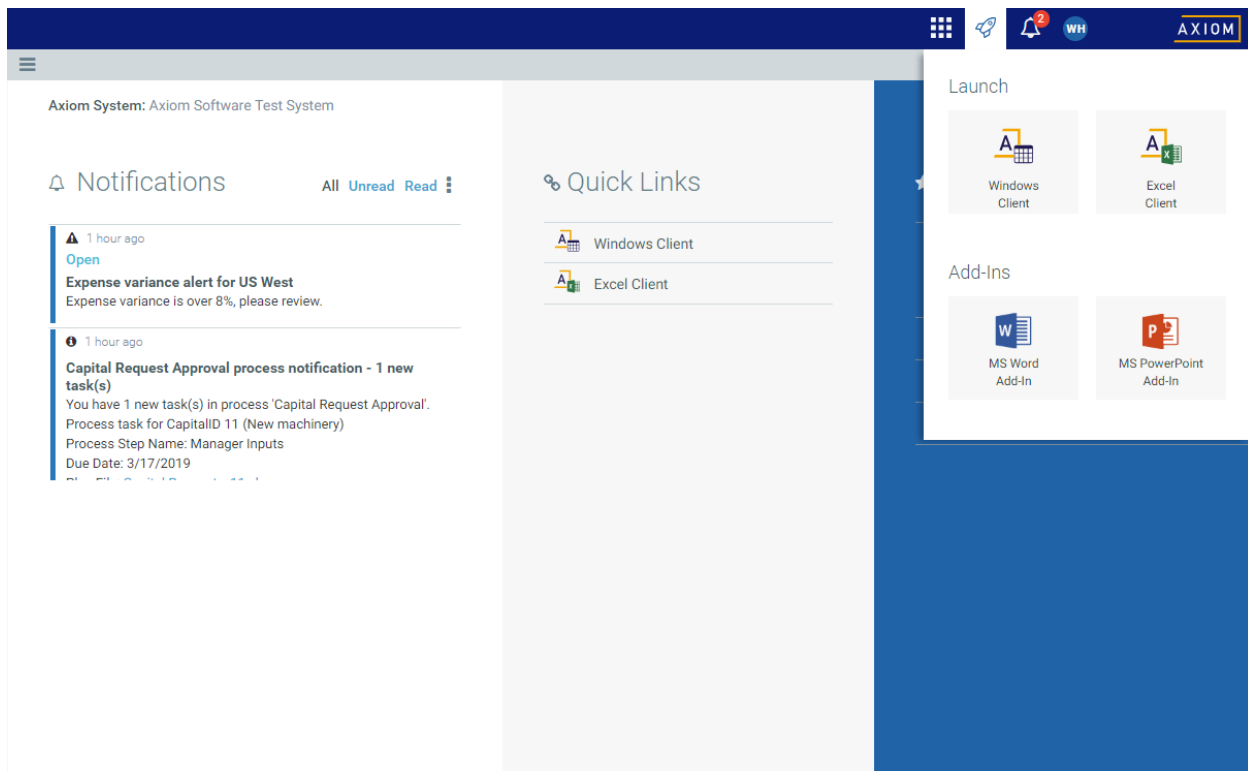 2
WH
AXIOM
Axiom System: Axiom Software Test System
Notifications
All Unread Read
1 hour ago
Open
Expense variance alert for US West
Expense variance is over 8%, please review.
1 hour ago
Capital Request Approval process notification - 1 new
task(s)
You have 1 new task(s) in process 'Capital Request Approval'.
Process task for CapitalID 11 (New machinery)
Process Step Name: Manager Inputs
Due Date: 3/17/2019
Quick Links
Windows Client
Excel Client
Launch
Windows
Client
Excel
Client
Add-Ins
MS Word
Add-In
MS PowerPoint
Add-In